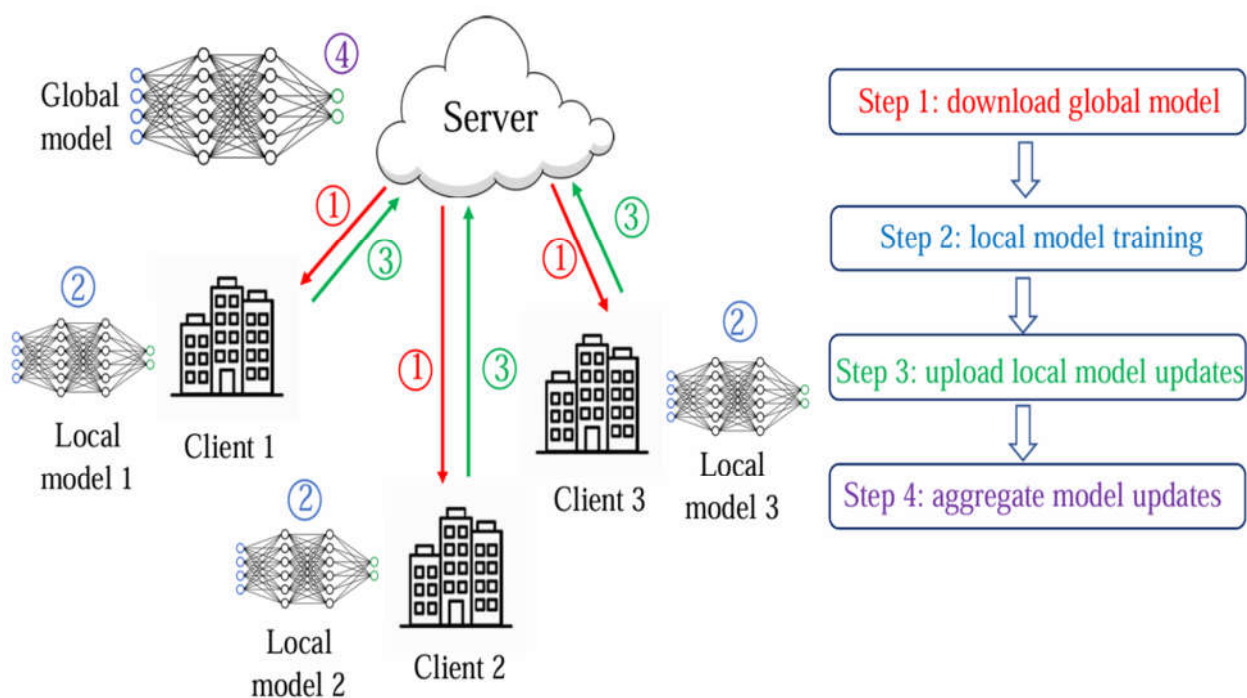 ④
Global
model
Server
①
③
①
③
①
③
②
Local
model 1
Client 1
②
Local
model 2
Client 2
②
Client 3
Local
model 3
Step 1: download global model
Step 2: local model training
Step 3: upload local model updates
Step 4: aggregate model updates